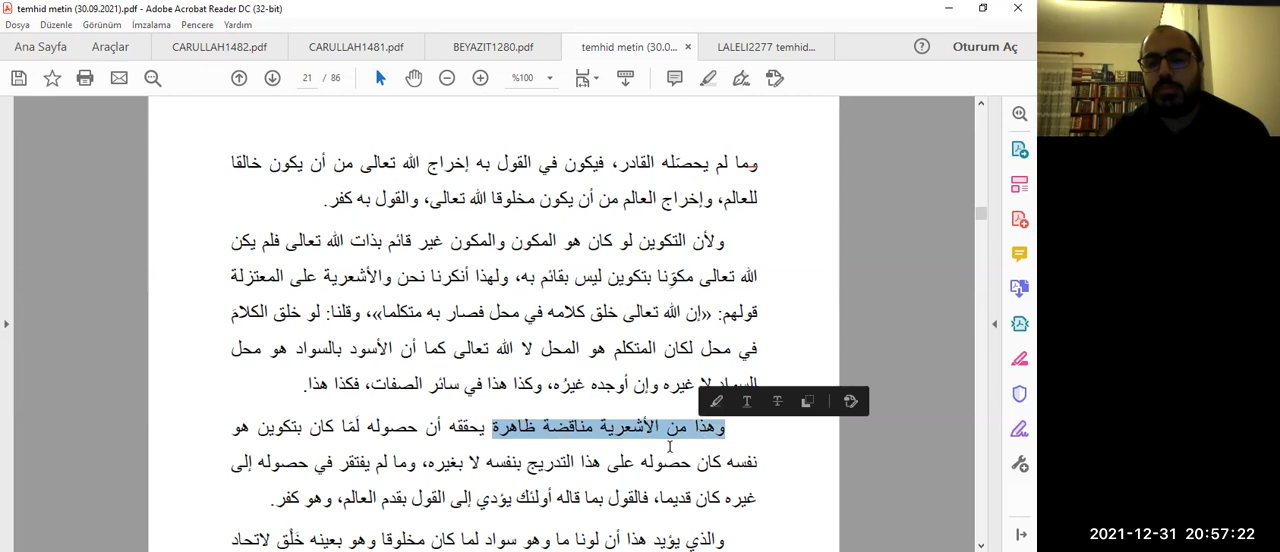 temhid metin (30.09.2021).pdf - Adobe Acrobat Reader DC (32-bit)
Dosya Düzenle Görünüm İmzalama Pencere Yardım
Ana Sayfa Araçlar CARULLAH1482.pdf CARULLAH1481.pdf BEYAZIT1280.pdf temhid metin (30.0... × LALELI2277 temhid... Oturum Aç
21 / 86 %100
وما لم يحصّله القادر، فيكون في القول به إخراج الله تعالى من أن يكون خالقا
للعالم، وإخراج العالم من أن يكون مخلوقا الله تعالى، والقول به كفر.
ولأن التكوين لو كان هو المكون والمكون غير قائم بذات الله تعالى فلم يكن
الله تعالى مكوّنا بتكوين ليس بقائم به، ولهذا أنكرنا نحن والأشعرية على المعتزلة
قولهم: «إن الله تعالى خلق كلامه في محل فصار به متكلما»، وقلنا: لو خلق الكلامَ
في محل لكان المتكلم هو المحل لا الله تعالى كما أن الأسود بالسواد هو محل
السواد لا غيره وإن أوجده غيرُه، وكذا هذا في سائر الصفات، فكذا هذا.
وهذا من الأشعرية مناقضة ظاهرة يحققه أن حصوله لَمّا كان بتكوين هو
نفسه كان حصوله على هذا التدريج بنفسه لا بغيره، وما لم يفتقر في حصوله إلى
غيره كان قديما، فالقول بما قاله أولئك يؤدي إلى القول بقدم العالم، وهو كفر.
والذي يؤيد هذا أن لونا ما وهو سواد لما كان مخلوقا وهو بعينه خَلْق لاتحاد
2021-12-31 20:57:22